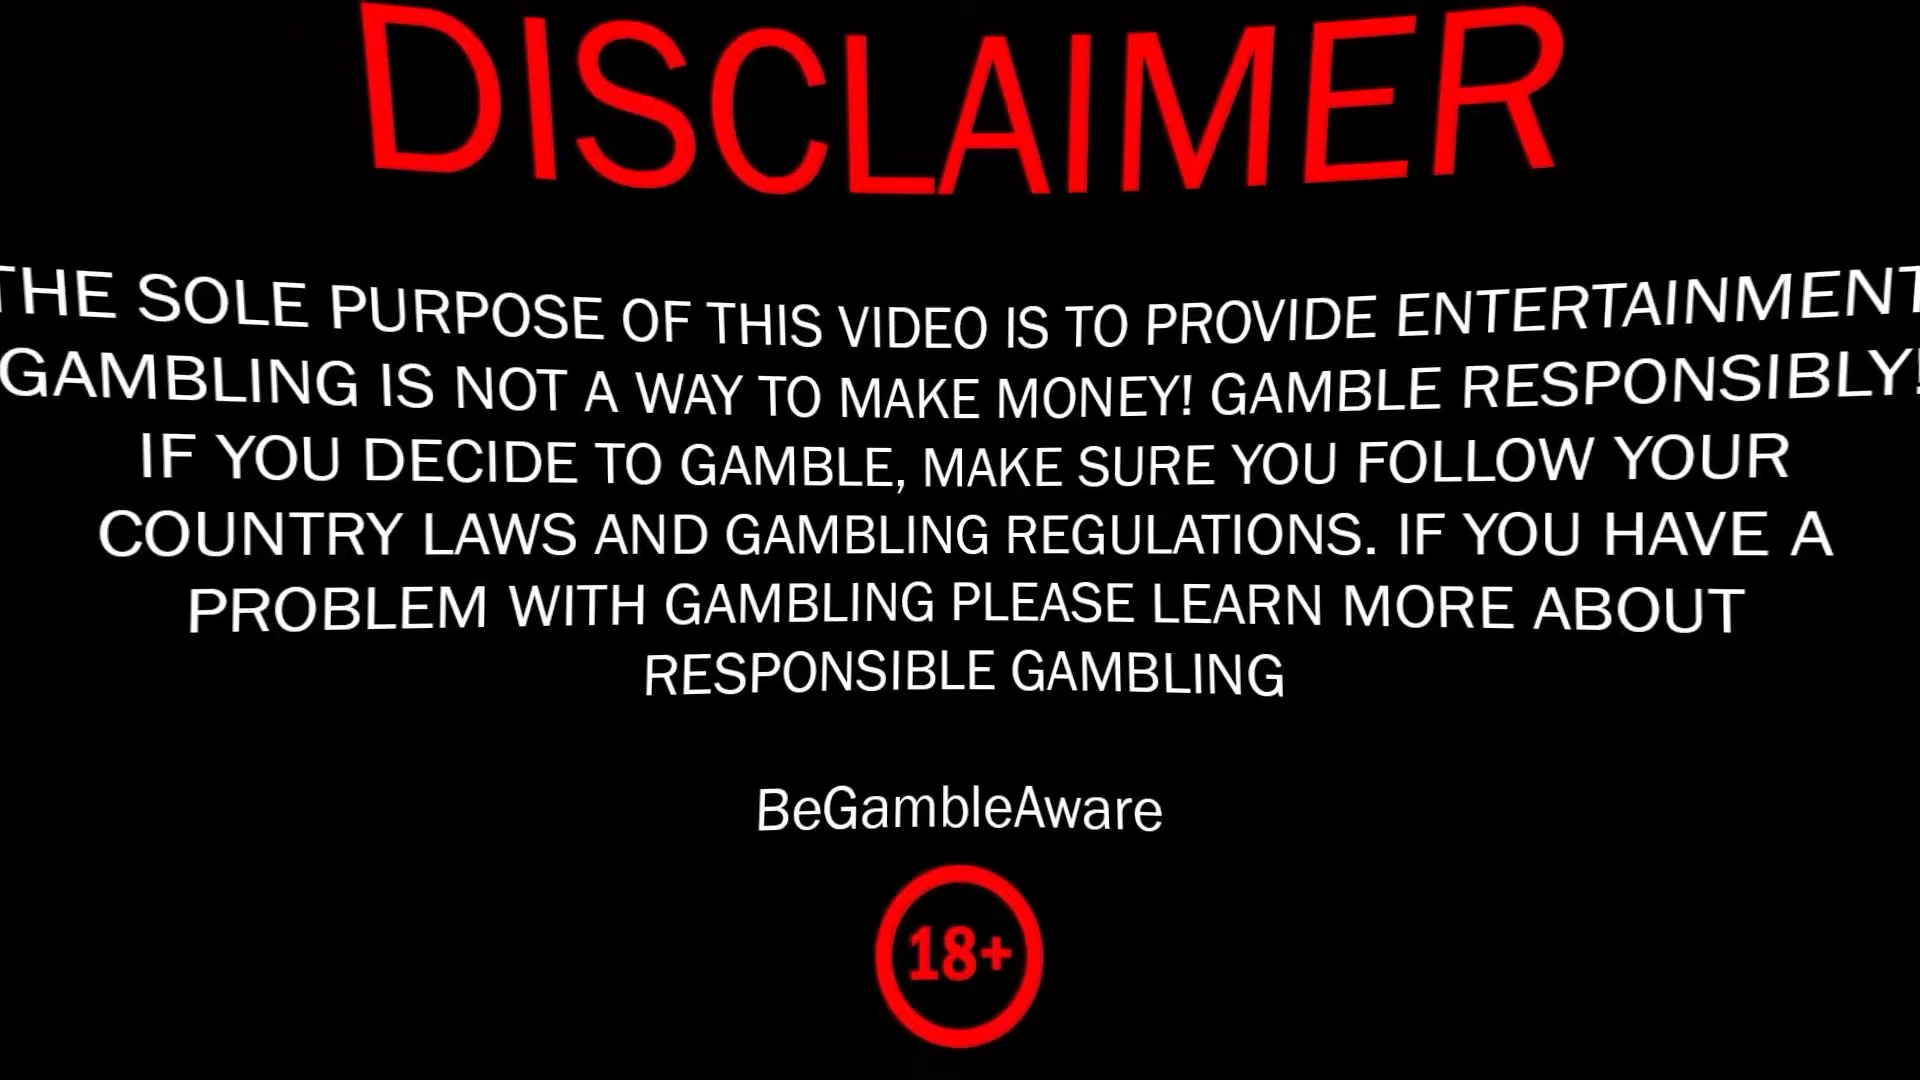 DISCLAIMER
THE SOLE PURPOSE OF THIS VIDEO IS TO PROVIDE ENTERTAINMENT
GAMBLING IS NOT A WAY TO MAKE MONEY! GAMBLE RESPONSIBLY!
IF YOU DECIDE TO GAMBLE, MAKE SURE YOU FOLLOW YOUR
COUNTRY LAWS AND GAMBLING REGULATIONS. IF YOU HAVE A
PROBLEM WITH GAMBLING PLEASE LEARN MORE ABOUT
RESPONSIBLE GAMBLING
BeGambleAware
18+